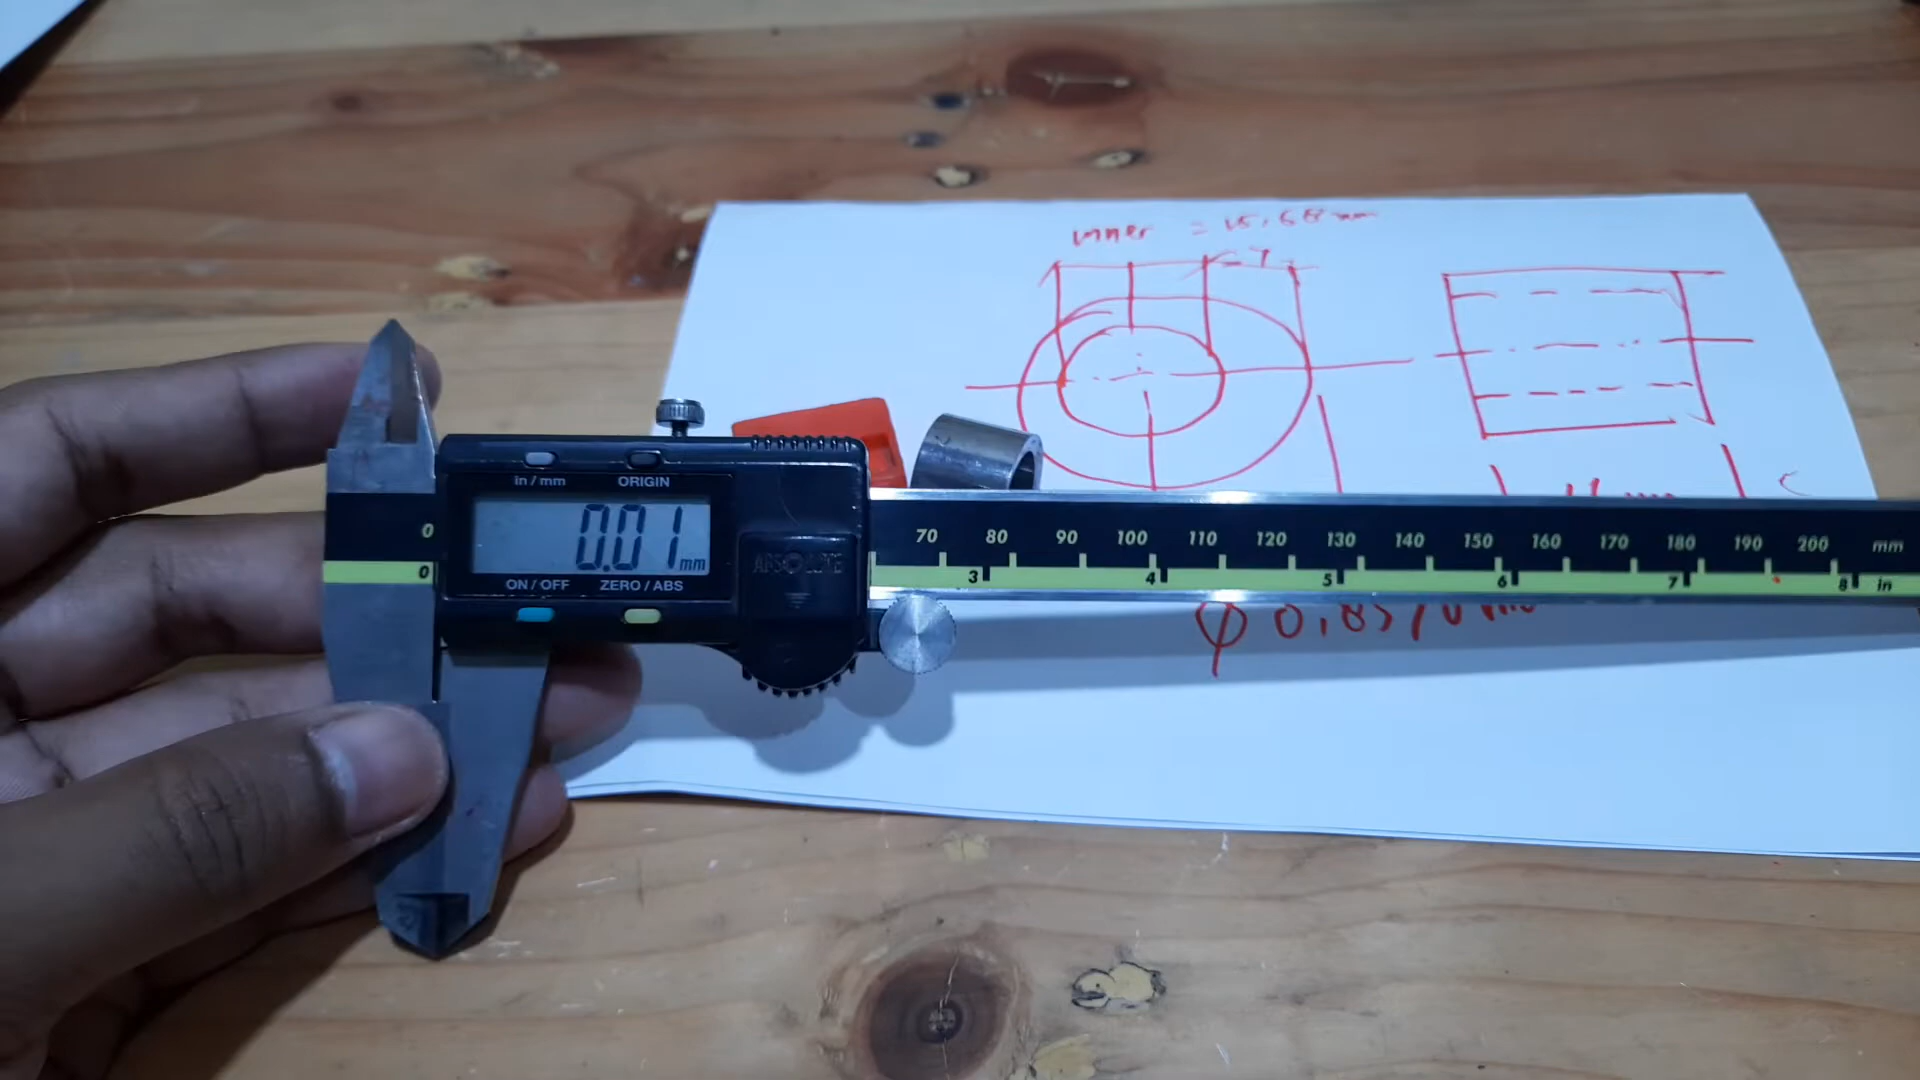 inner = 15,68 mm
in / mm ORIGIN
0.01 mm
ON / OFF ZERO / ABS
ABSOLUTE
0
0
70 80 90 100 110 120 130 140 150 160 170 180 190 200 mm
3 4 5 6 7 8 in